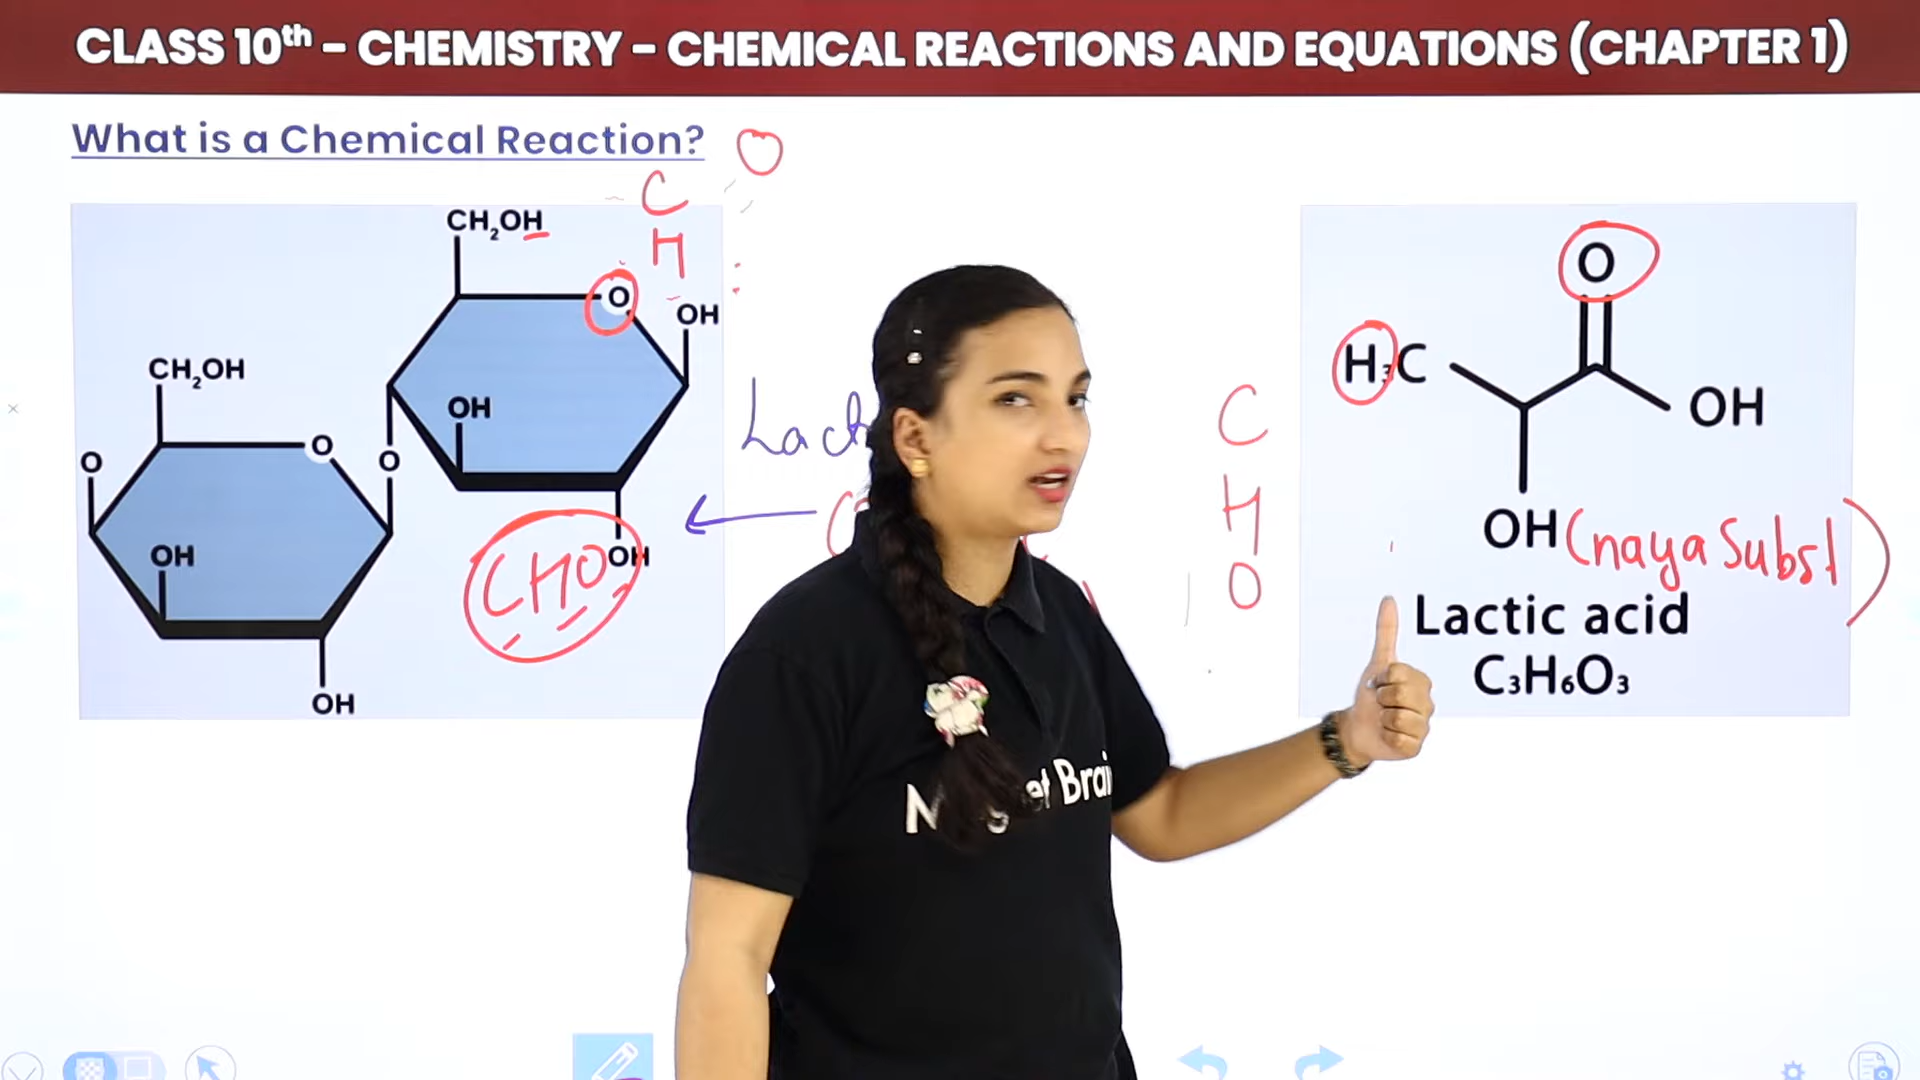 CLASS 10th - CHEMISTRY - CHEMICAL REACTIONS AND EQUATIONS (CHAPTER 1)
What is a Chemical Reaction?
O
C
H
CH2OH
O
OH
CH2OH
OH
O
O
O
OH
CHO
OH
OH
C
H
O
O
H3C
OH
OH
(naya Subst)
Lactic acid
C3H6O3